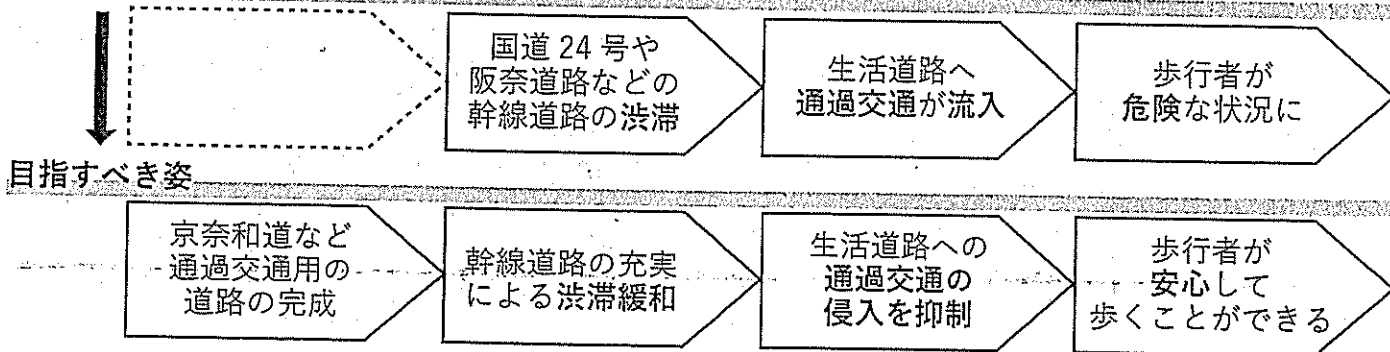 国道 24 号や
阪奈道路などの
幹線道路の渋滞
生活道路へ
通過交通が流入
歩行者が
危険な状況に
目指すべき姿
京奈和道など
通過交通用の
道路の完成
幹線道路の充実
による渋滞緩和
生活道路への
通過交通の
侵入を抑制
歩行者が
安心して
歩くことができる